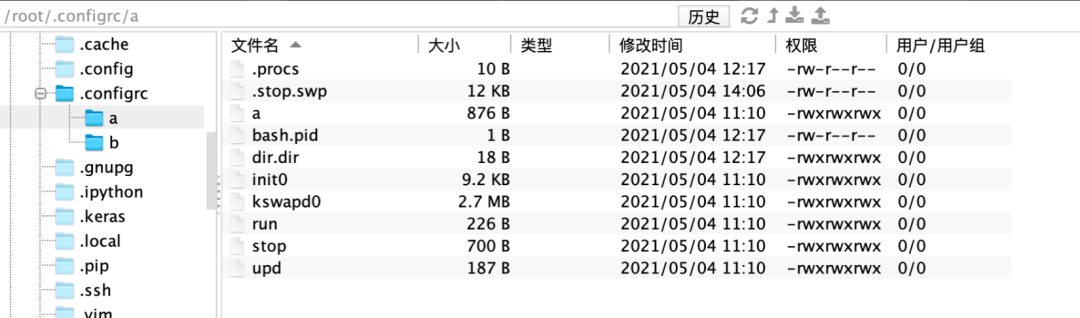 /root/.configrc/a 历史
.cache
.config
.configrc
a
b
.gnupg
.ipython
.keras
.local
.pip
.ssh
.vim
文件名 大小 类型 修改时间 权限 用户/用户组
.procs 10 B 2021/05/04 12:17 -rw-r--r-- 0/0
.stop.swp 12 KB 2021/05/04 14:06 -rw-r--r-- 0/0
a 876 B 2021/05/04 11:10 -rwxrwxrwx 0/0
bash.pid 1 B 2021/05/04 12:17 -rw-r--r-- 0/0
dir.dir 18 B 2021/05/04 12:17 -rwxrwxrwx 0/0
init0 9.2 KB 2021/05/04 11:10 -rwxrwxrwx 0/0
kswapd0 2.7 MB 2021/05/04 11:10 -rwxrwxrwx 0/0
run 226 B 2021/05/04 11:10 -rwxrwxrwx 0/0
stop 700 B 2021/05/04 11:10 -rwxrwxrwx 0/0
upd 187 B 2021/05/04 11:10 -rwxrwxrwx 0/0